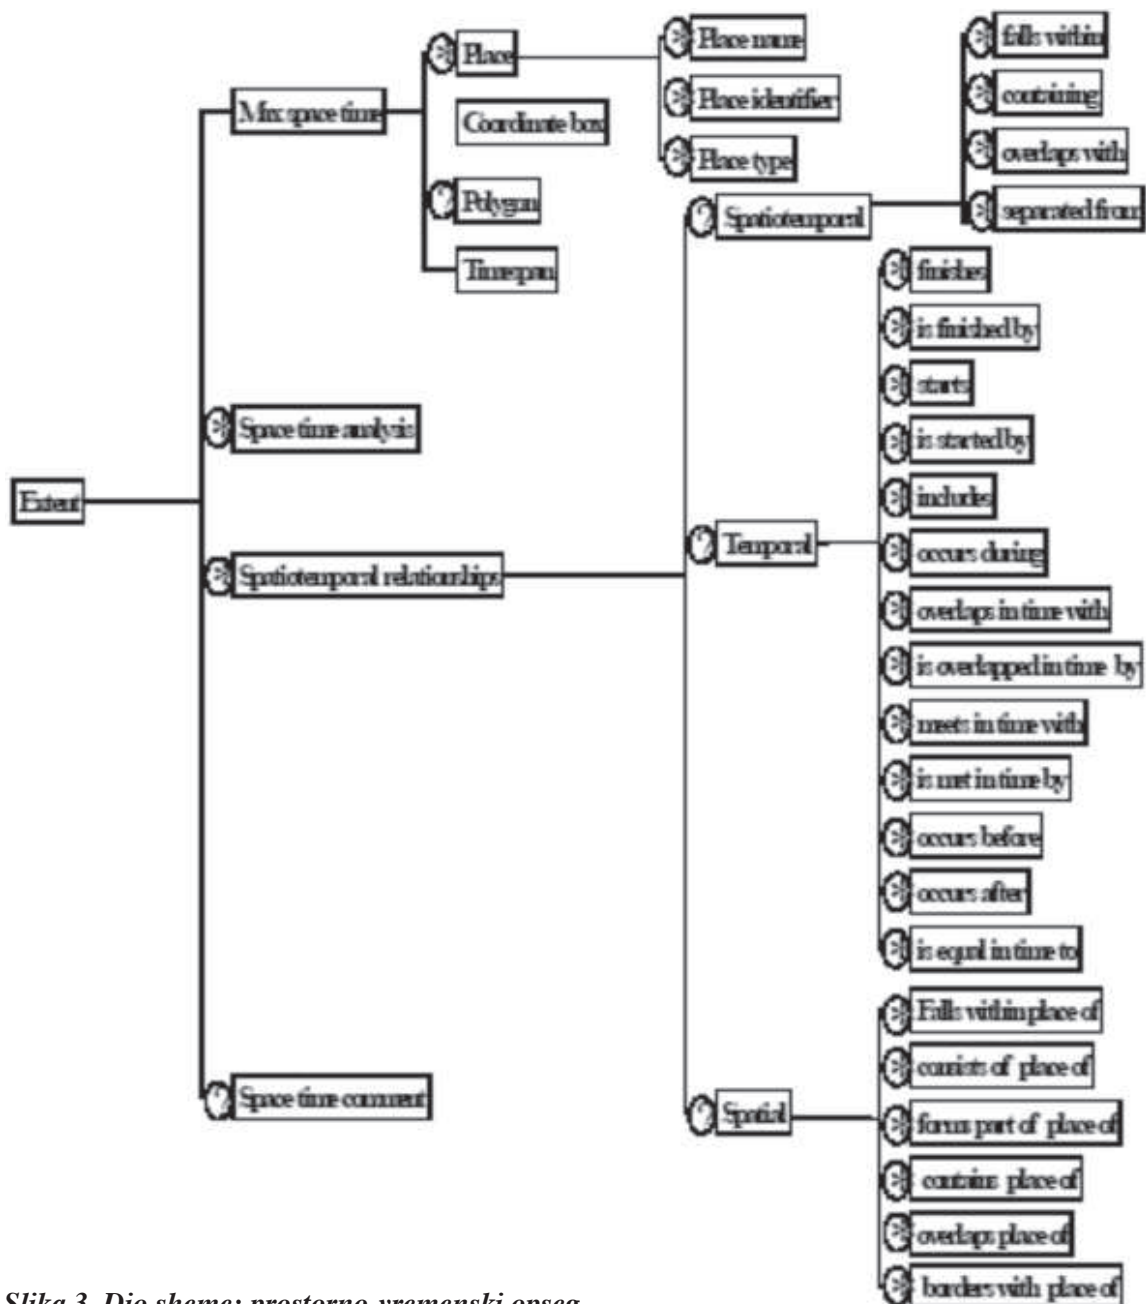 Extent
Max space time
Place
Place name
Place identifier
Place type
Coordinate box
Polygon
Timespan
Space time analysis
Spatiotemporal relationships
Spatiotemporal
falls within
containing
overlaps with
separated from
Temporal
finishes
is finished by
starts
is started by
includes
occurs during
overlaps in time with
is overlapped in time by
meets in time with
is met in time by
occurs before
occurs after
is equal in time to
Spatial
Falls within place of
consists of place of
forms part of place of
contains place of
overlaps place of
borders with place of
Space time comment
Slika 3. Dio sheme: prostorno-vremenski opseg